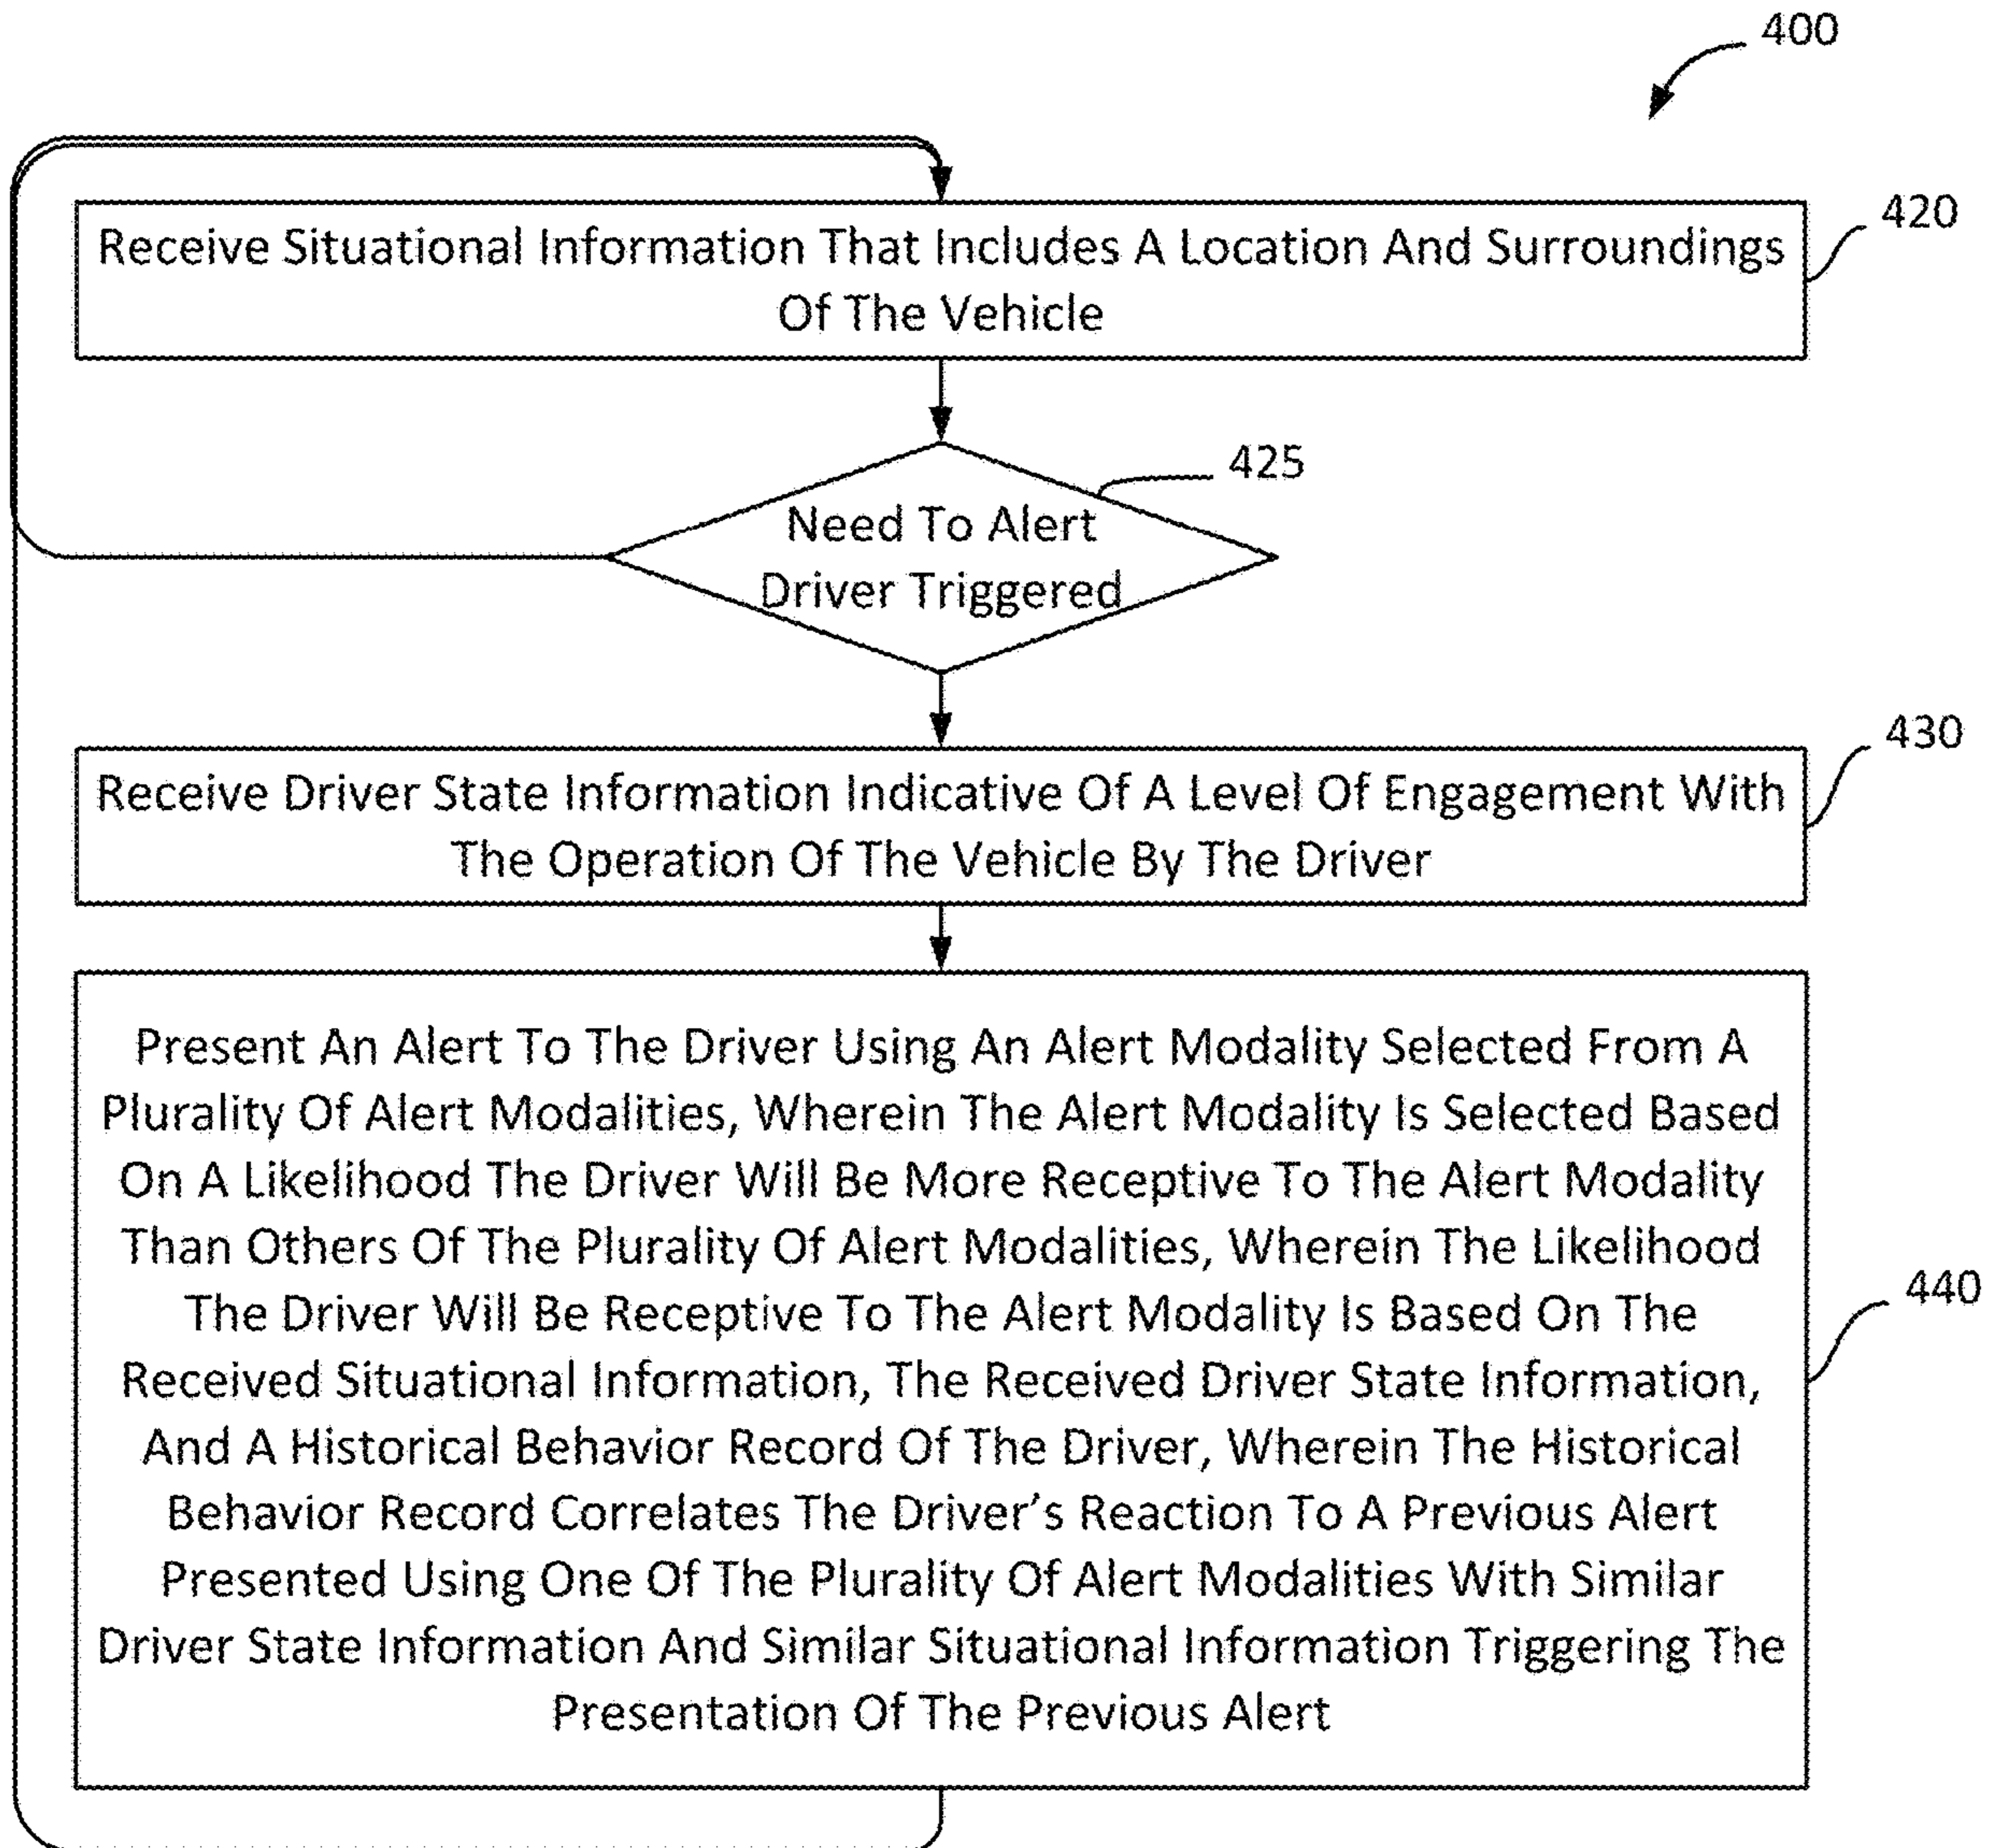 400
Receive Situational Information That Includes A Location And Surroundings
Of The Vehicle
420
Need To Alert
Driver Triggered
425
Receive Driver State Information Indicative Of A Level Of Engagement With
The Operation Of The Vehicle By The Driver
430
Present An Alert To The Driver Using An Alert Modality Selected From A
Plurality Of Alert Modalities, Wherein The Alert Modality Is Selected Based
On A Likelihood The Driver Will Be More Receptive To The Alert Modality
Than Others Of The Plurality Of Alert Modalities, Wherein The Likelihood
The Driver Will Be Receptive To The Alert Modality Is Based On The
Received Situational Information, The Received Driver State Information,
And A Historical Behavior Record Of The Driver, Wherein The Historical
Behavior Record Correlates The Driver's Reaction To A Previous Alert
Presented Using One Of The Plurality Of Alert Modalities With Similar
Driver State Information And Similar Situational Information Triggering The
Presentation Of The Previous Alert
440